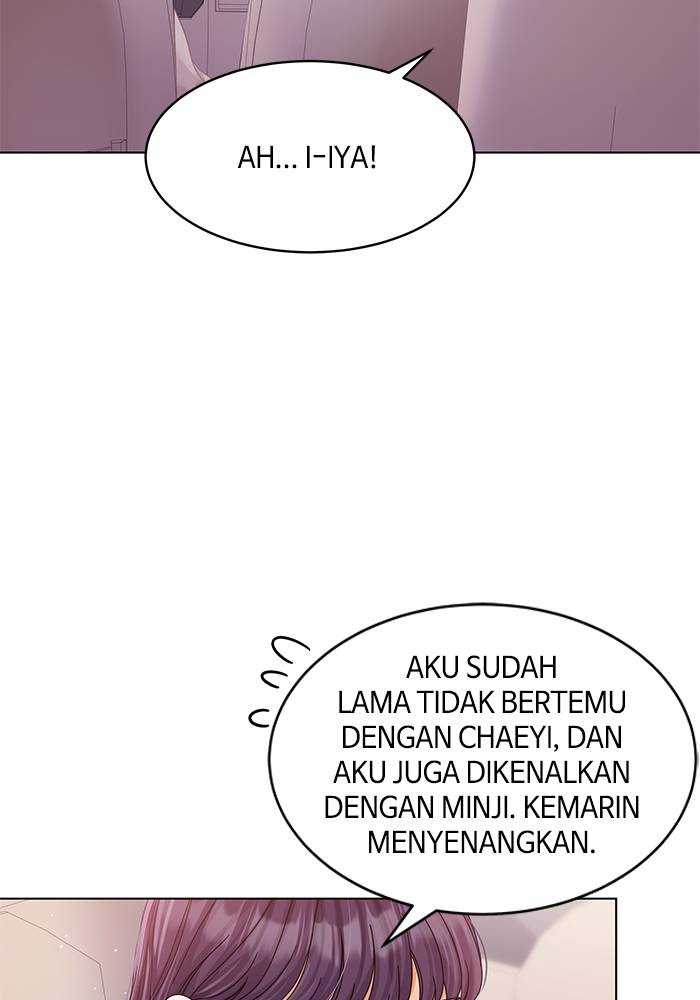 AH... I-IYA!
AKU SUDAH
LAMA TIDAK BERTEMU
DENGAN CHAEYI, DAN
AKU JUGA DIKENALKAN
DENGAN MINJI. KEMARIN
MENYENANGKAN.